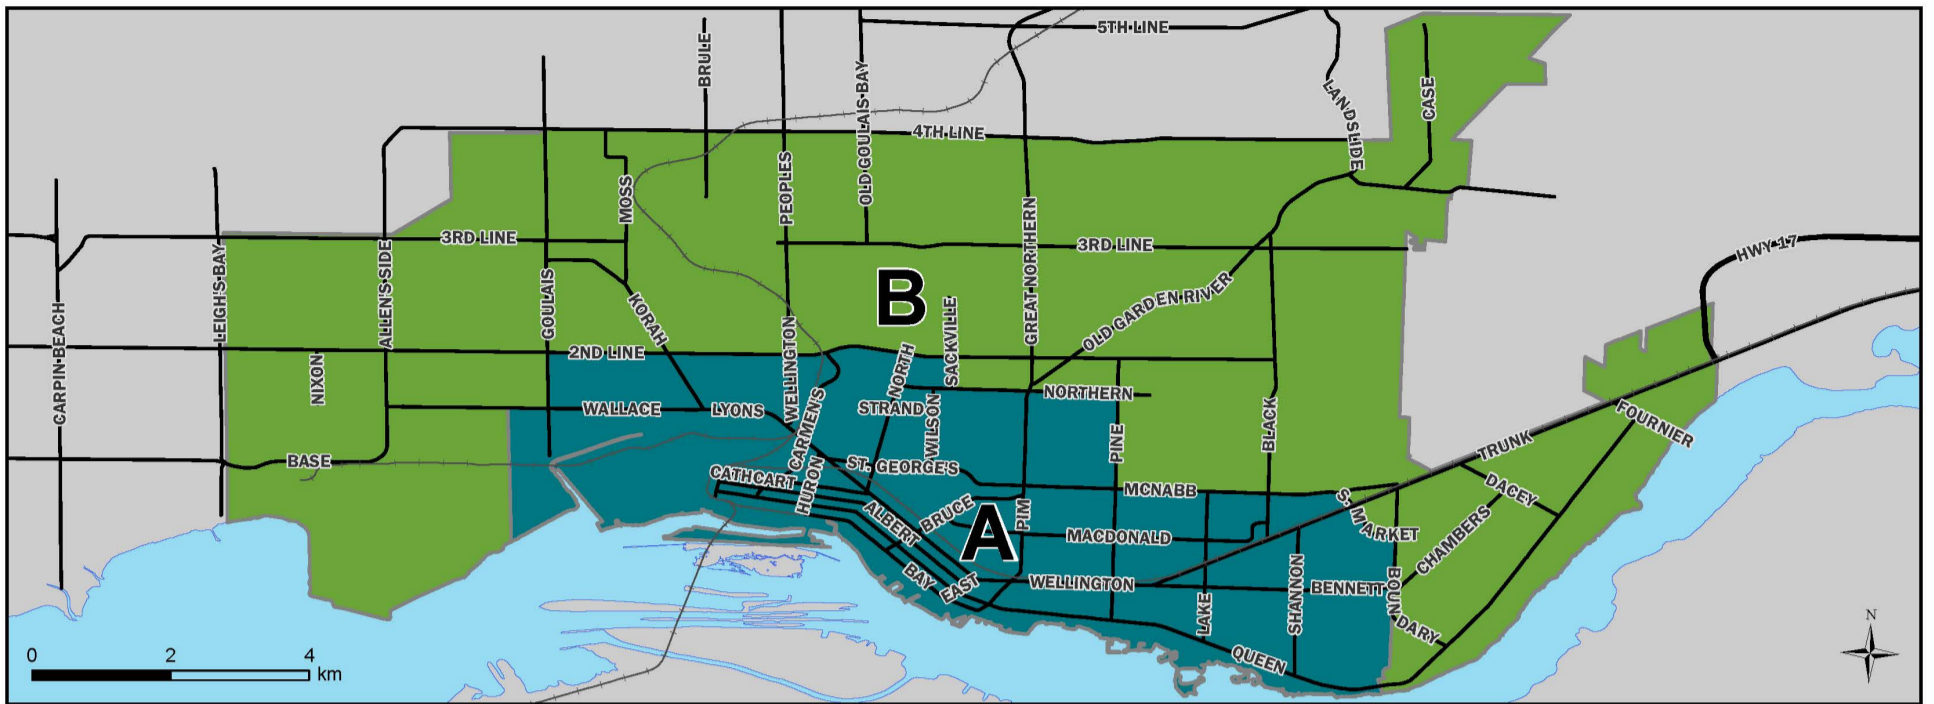 5TH LINE
BRULE
OLD GOULAIS BAY
LANDSLIDE
CASE
4TH LINE
PEOPLES
MOSS
GREAT NORTHERN
3RD LINE
3RD LINE
HWY 17
LEIGH'S BAY
ALLEN'S SIDE
GOULAIS
CARPIN BEACH
KORAH
B
SACKVILLE
OLD GARDEN RIVER
WELLINGTON
2ND LINE
NORTH
NIXON
NORTHERN
WALLACE
LYONS
CARMEN'S
STRAND
WILSON
PINE
BLACK
FOURNIER
TRUNK
BASE
CATHCART
HURON
ST. GEORGE'S
MCNABB
DACEY
S. MARKET
ALBERT
BRUCE
PIM
A
MACDONALD
CHAMBERS
BAY
EAST
WELLINGTON
LAKE
SHANNON
BENNETT
BOUNDARY
QUEEN
N
0 2 4
km